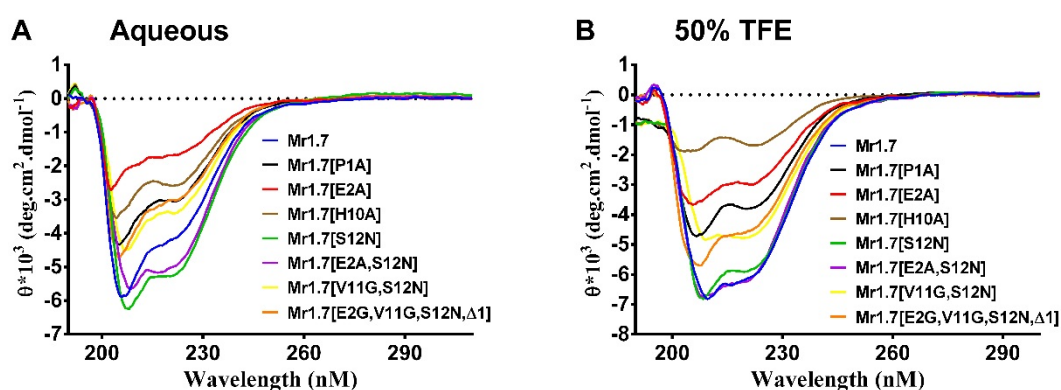 A Aqueous
θ*10³ (deg.cm².dmol⁻¹)
1
0
-1
-2
-3
-4
-5
-6
-7
200 230 260 290
Wavelength (nM)
Mr1.7
Mr1.7[P1A]
Mr1.7[E2A]
Mr1.7[H10A]
Mr1.7[S12N]
Mr1.7[E2A,S12N]
Mr1.7[V11G,S12N]
Mr1.7[E2G,V11G,S12N,Δ1]
B 50% TFE
θ*10³ (deg.cm².dmol⁻¹)
1
0
-1
-2
-3
-4
-5
-6
-7
-8
200 230 260 290
Wavelength (nM)
Mr1.7
Mr1.7[P1A]
Mr1.7[E2A]
Mr1.7[H10A]
Mr1.7[S12N]
Mr1.7[E2A,S12N]
Mr1.7[V11G,S12N]
Mr1.7[E2G,V11G,S12N,Δ1]